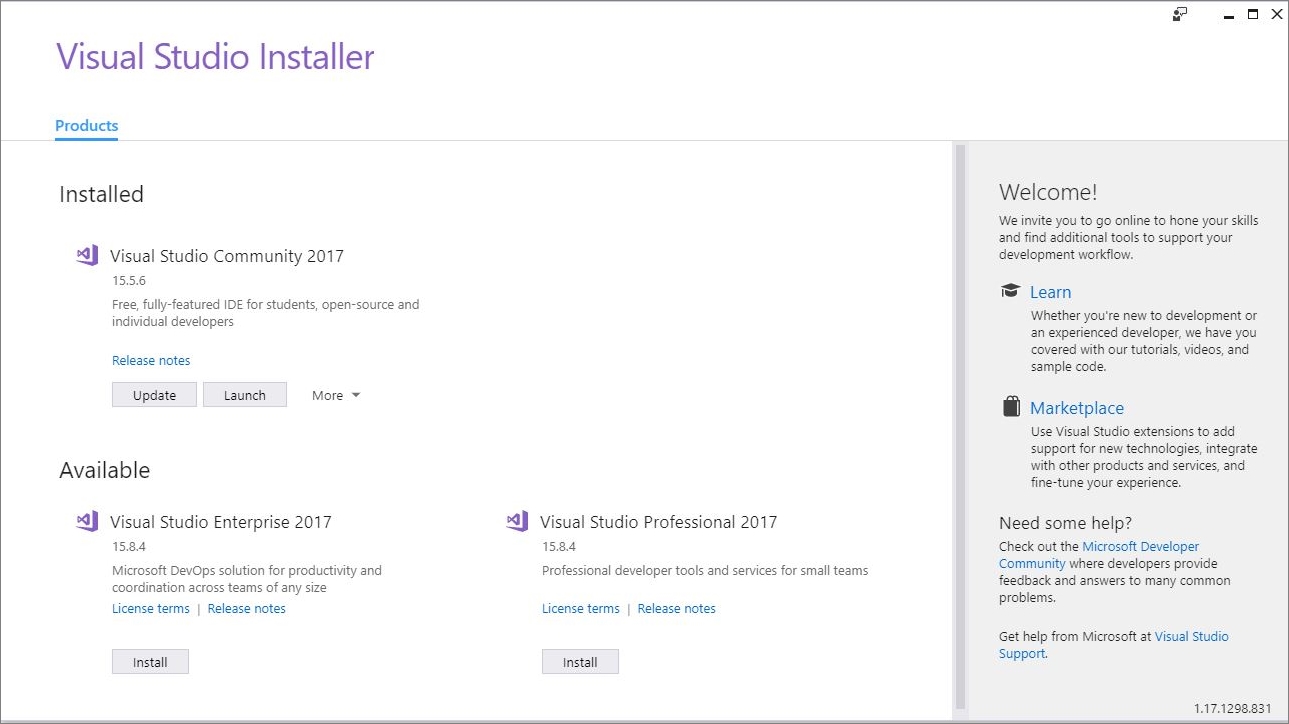 Visual Studio Installer
Products
Installed
Visual Studio Community 2017
15.5.6
Free, fully-featured IDE for students, open-source and
individual developers
Release notes
Update
Launch
More
Available
Visual Studio Enterprise 2017
15.8.4
Microsoft DevOps solution for productivity and
coordination across teams of any size
License terms | Release notes
Install
Visual Studio Professional 2017
15.8.4
Professional developer tools and services for small teams
License terms | Release notes
Install
Welcome!
We invite you to go online to hone your skills
and find additional tools to support your
development workflow.
Learn
Whether you're new to development or
an experienced developer, we have you
covered with our tutorials, videos, and
sample code.
Marketplace
Use Visual Studio extensions to add
support for new technologies, integrate
with other products and services, and
fine-tune your experience.
Need some help?
Check out the Microsoft Developer
Community where developers provide
feedback and answers to many common
problems.
Get help from Microsoft at Visual Studio
Support.
1.17.1298.831